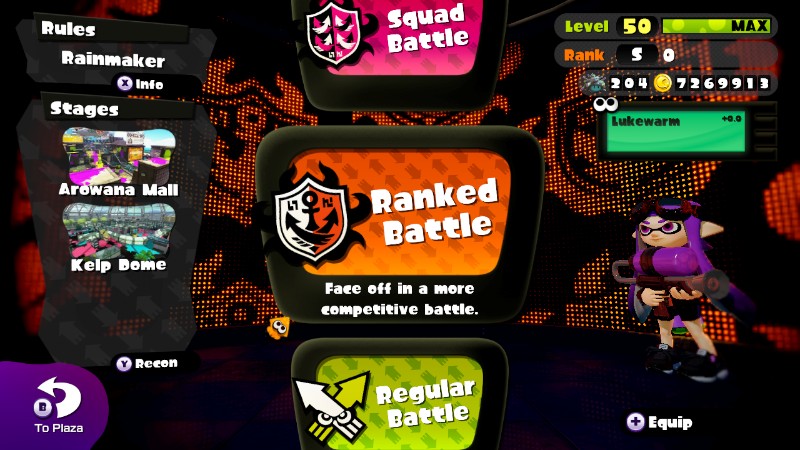 Rules
Rainmaker
X Info
Stages
Arowana Mall
Kelp Dome
Y Recon
B
To Plaza
Squad
Battle
Ranked
Battle
Face off in a more
competitive battle.
Regular
Battle
Level 50 MAX
Rank S 0
204 7269913
Lukewarm +0.0
+ Equip